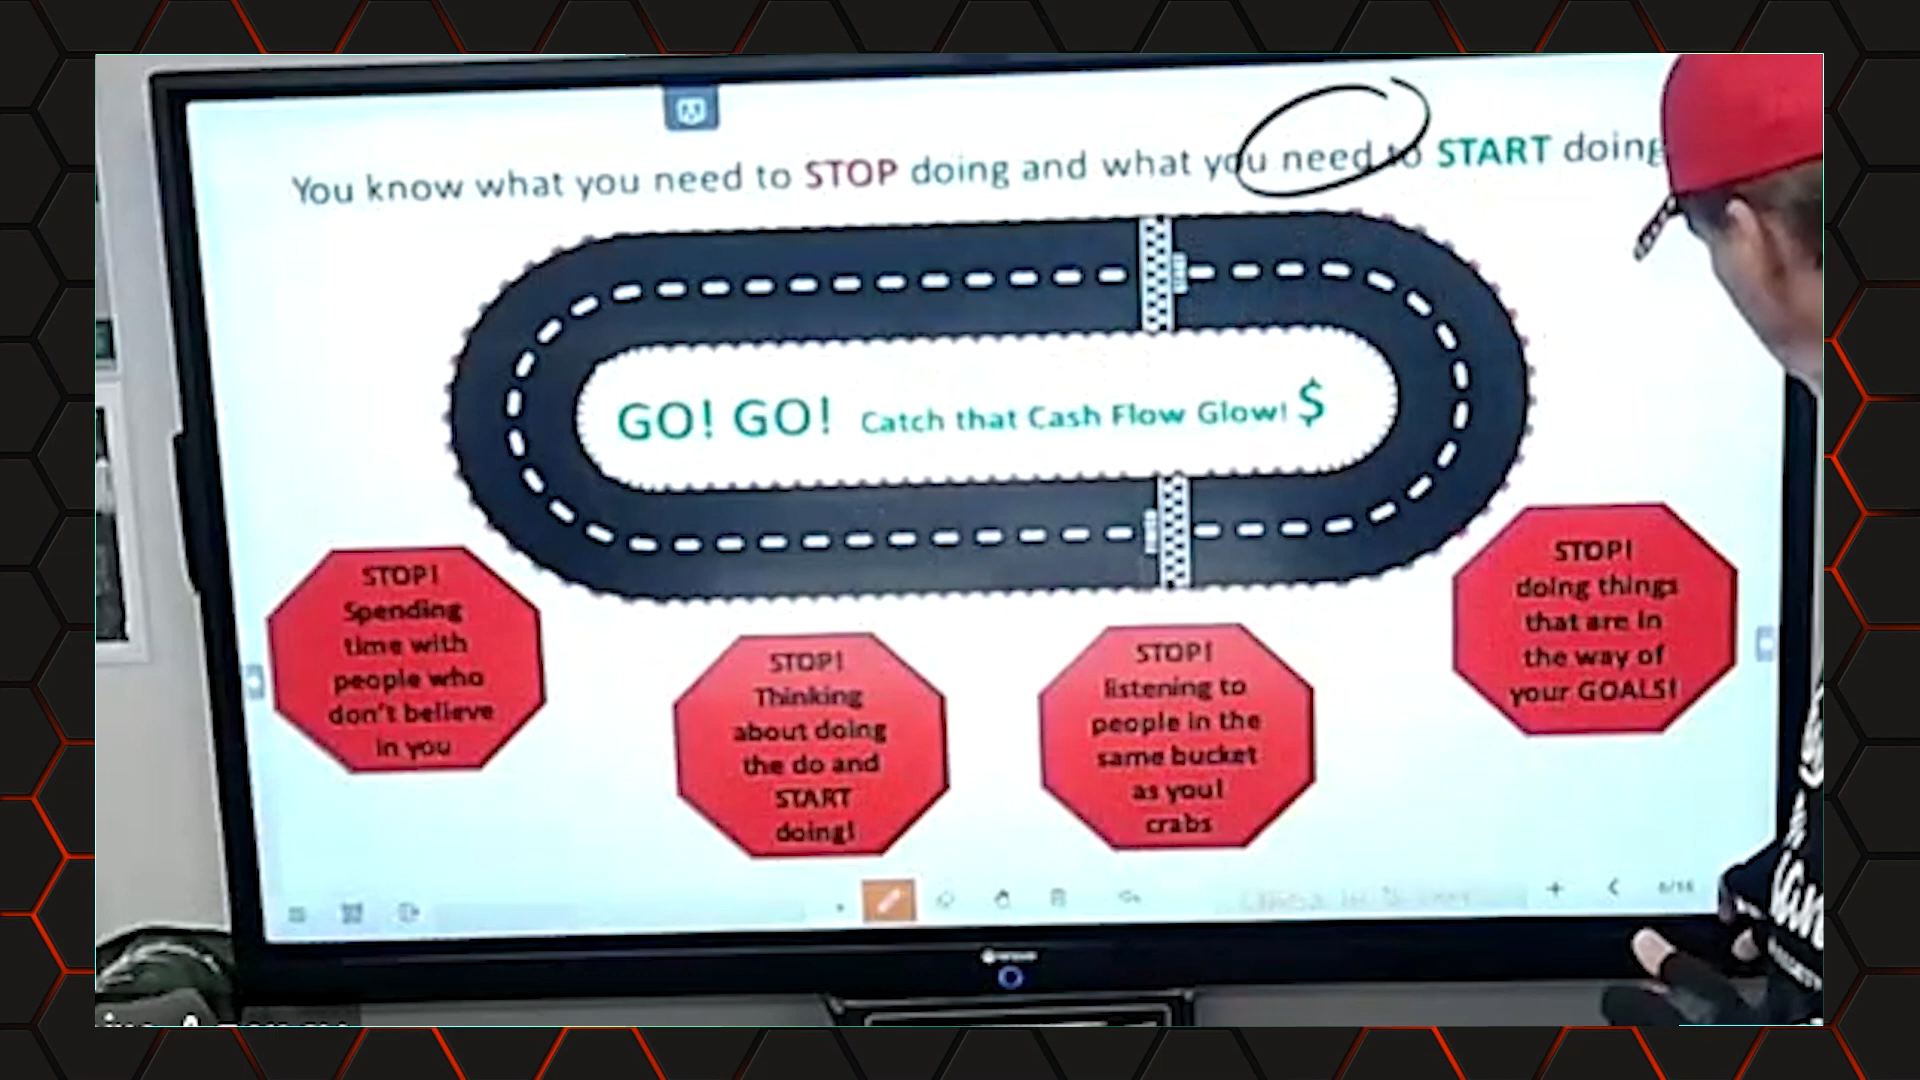 You know what you need to STOP doing and what you need to START doing
START
GO! GO! Catch that Cash Flow Glow! $
STOP!
Spending
time with
people who
don't believe
in you
STOP!
Thinking
about doing
the do and
START
doing!
STOP!
listening to
people in the
same bucket
as you!
crabs
STOP!
doing things
that are in
the way of
your GOALS!